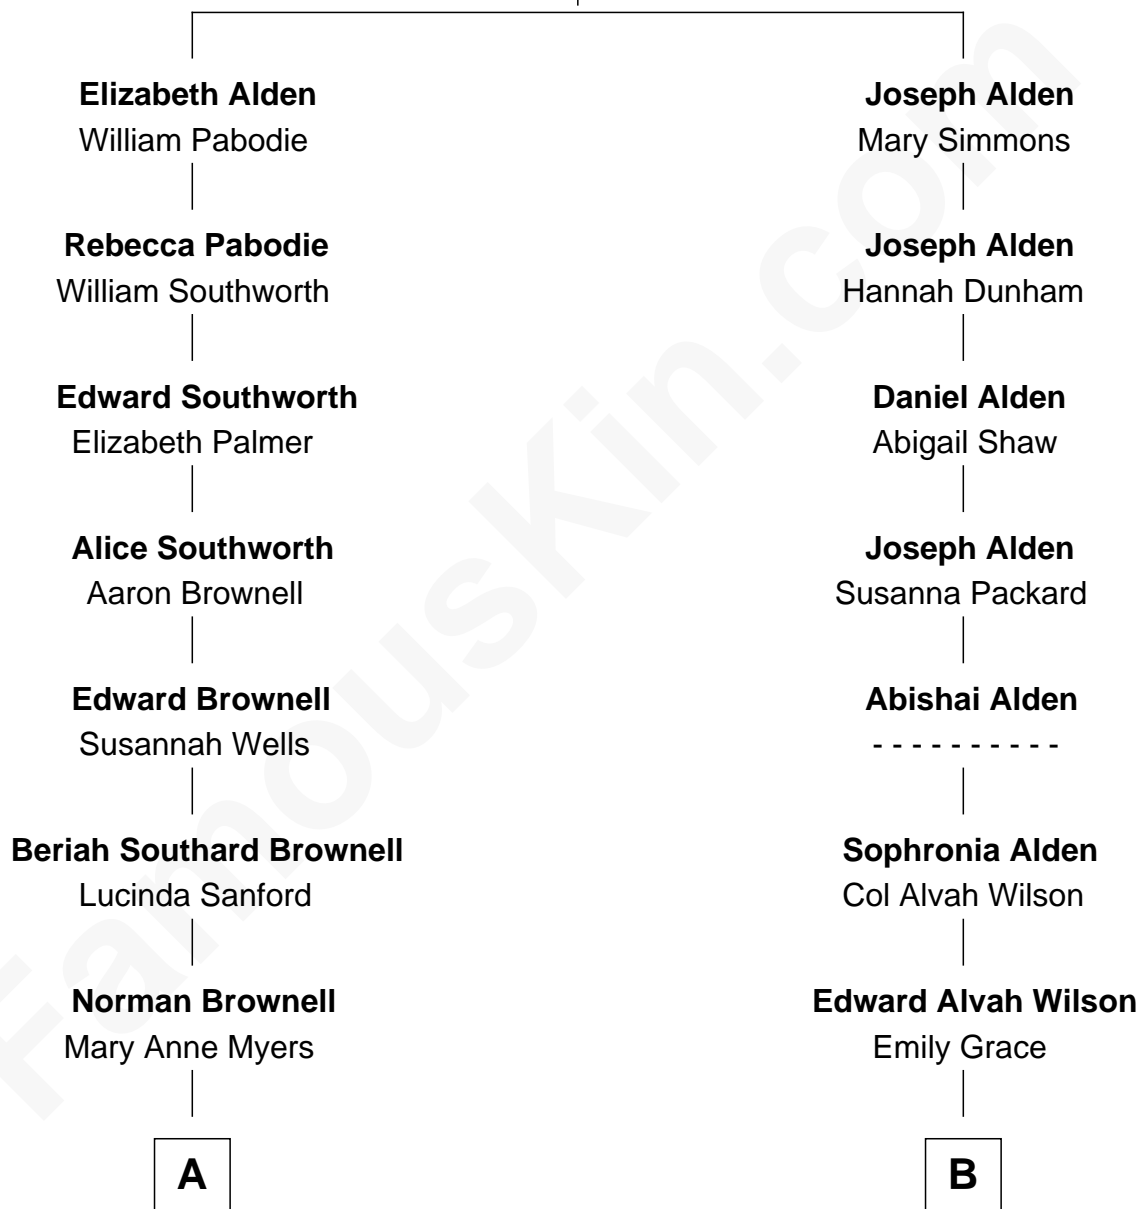 Elizabeth Alden
William Pabodie
Rebecca Pabodie
William Southworth
Edward Southworth
Elizabeth Palmer
Alice Southworth
Aaron Brownell
Edward Brownell
Susannah Wells
Beriah Southard Brownell
Lucinda Sanford
Norman Brownell
Mary Anne Myers
A
Joseph Alden
Mary Simmons
Joseph Alden
Hannah Dunham
Daniel Alden
Abigail Shaw
Joseph Alden
Susanna Packard
Abishai Alden
- - - - - - - - - -
Sophronia Alden
Col Alvah Wilson
Edward Alvah Wilson
Emily Grace
B
FamousKin.com